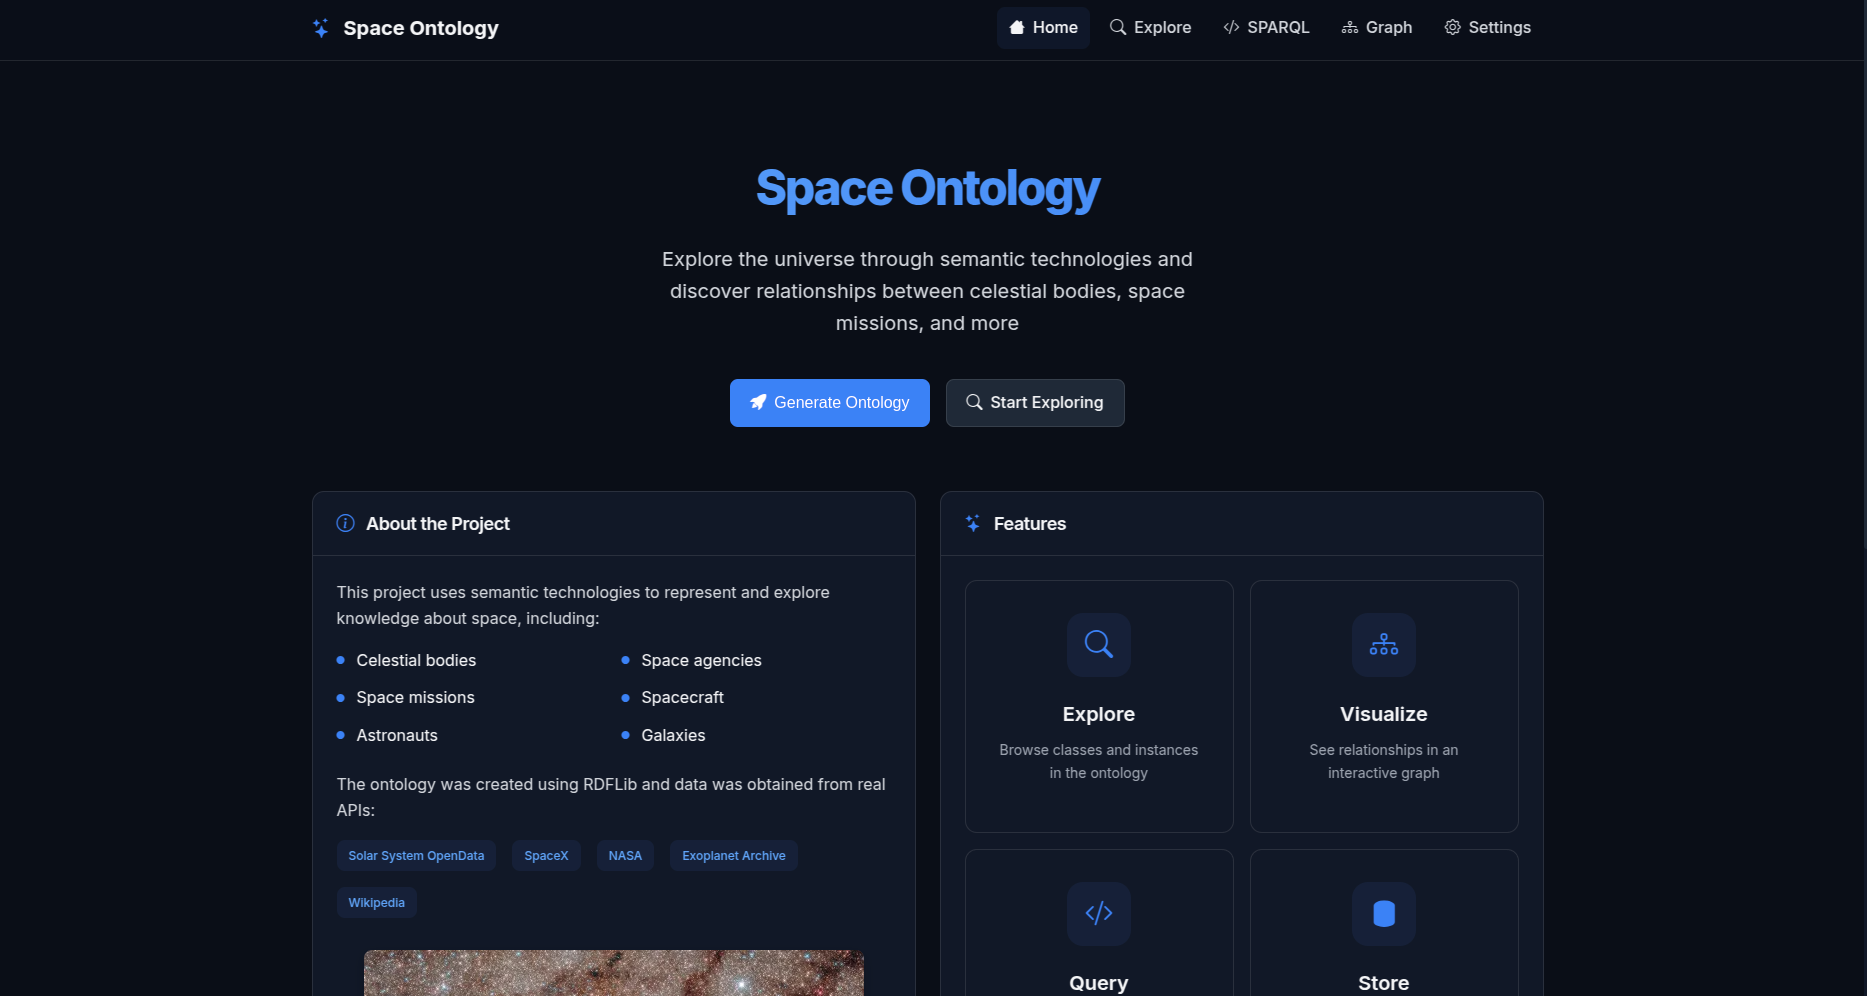 Space Ontology
Home
Explore
SPARQL
Graph
Settings
Space Ontology
Explore the universe through semantic technologies and
discover relationships between celestial bodies, space
missions, and more
Generate Ontology
Start Exploring
About the Project
This project uses semantic technologies to represent and explore
knowledge about space, including:
Celestial bodies
Space agencies
Space missions
Spacecraft
Astronauts
Galaxies
The ontology was created using RDFLib and data was obtained from real
APIs:
Solar System OpenData
SpaceX
NASA
Exoplanet Archive
Wikipedia
Features
Explore
Browse classes and instances
in the ontology
Visualize
See relationships in an
interactive graph
Query
Store